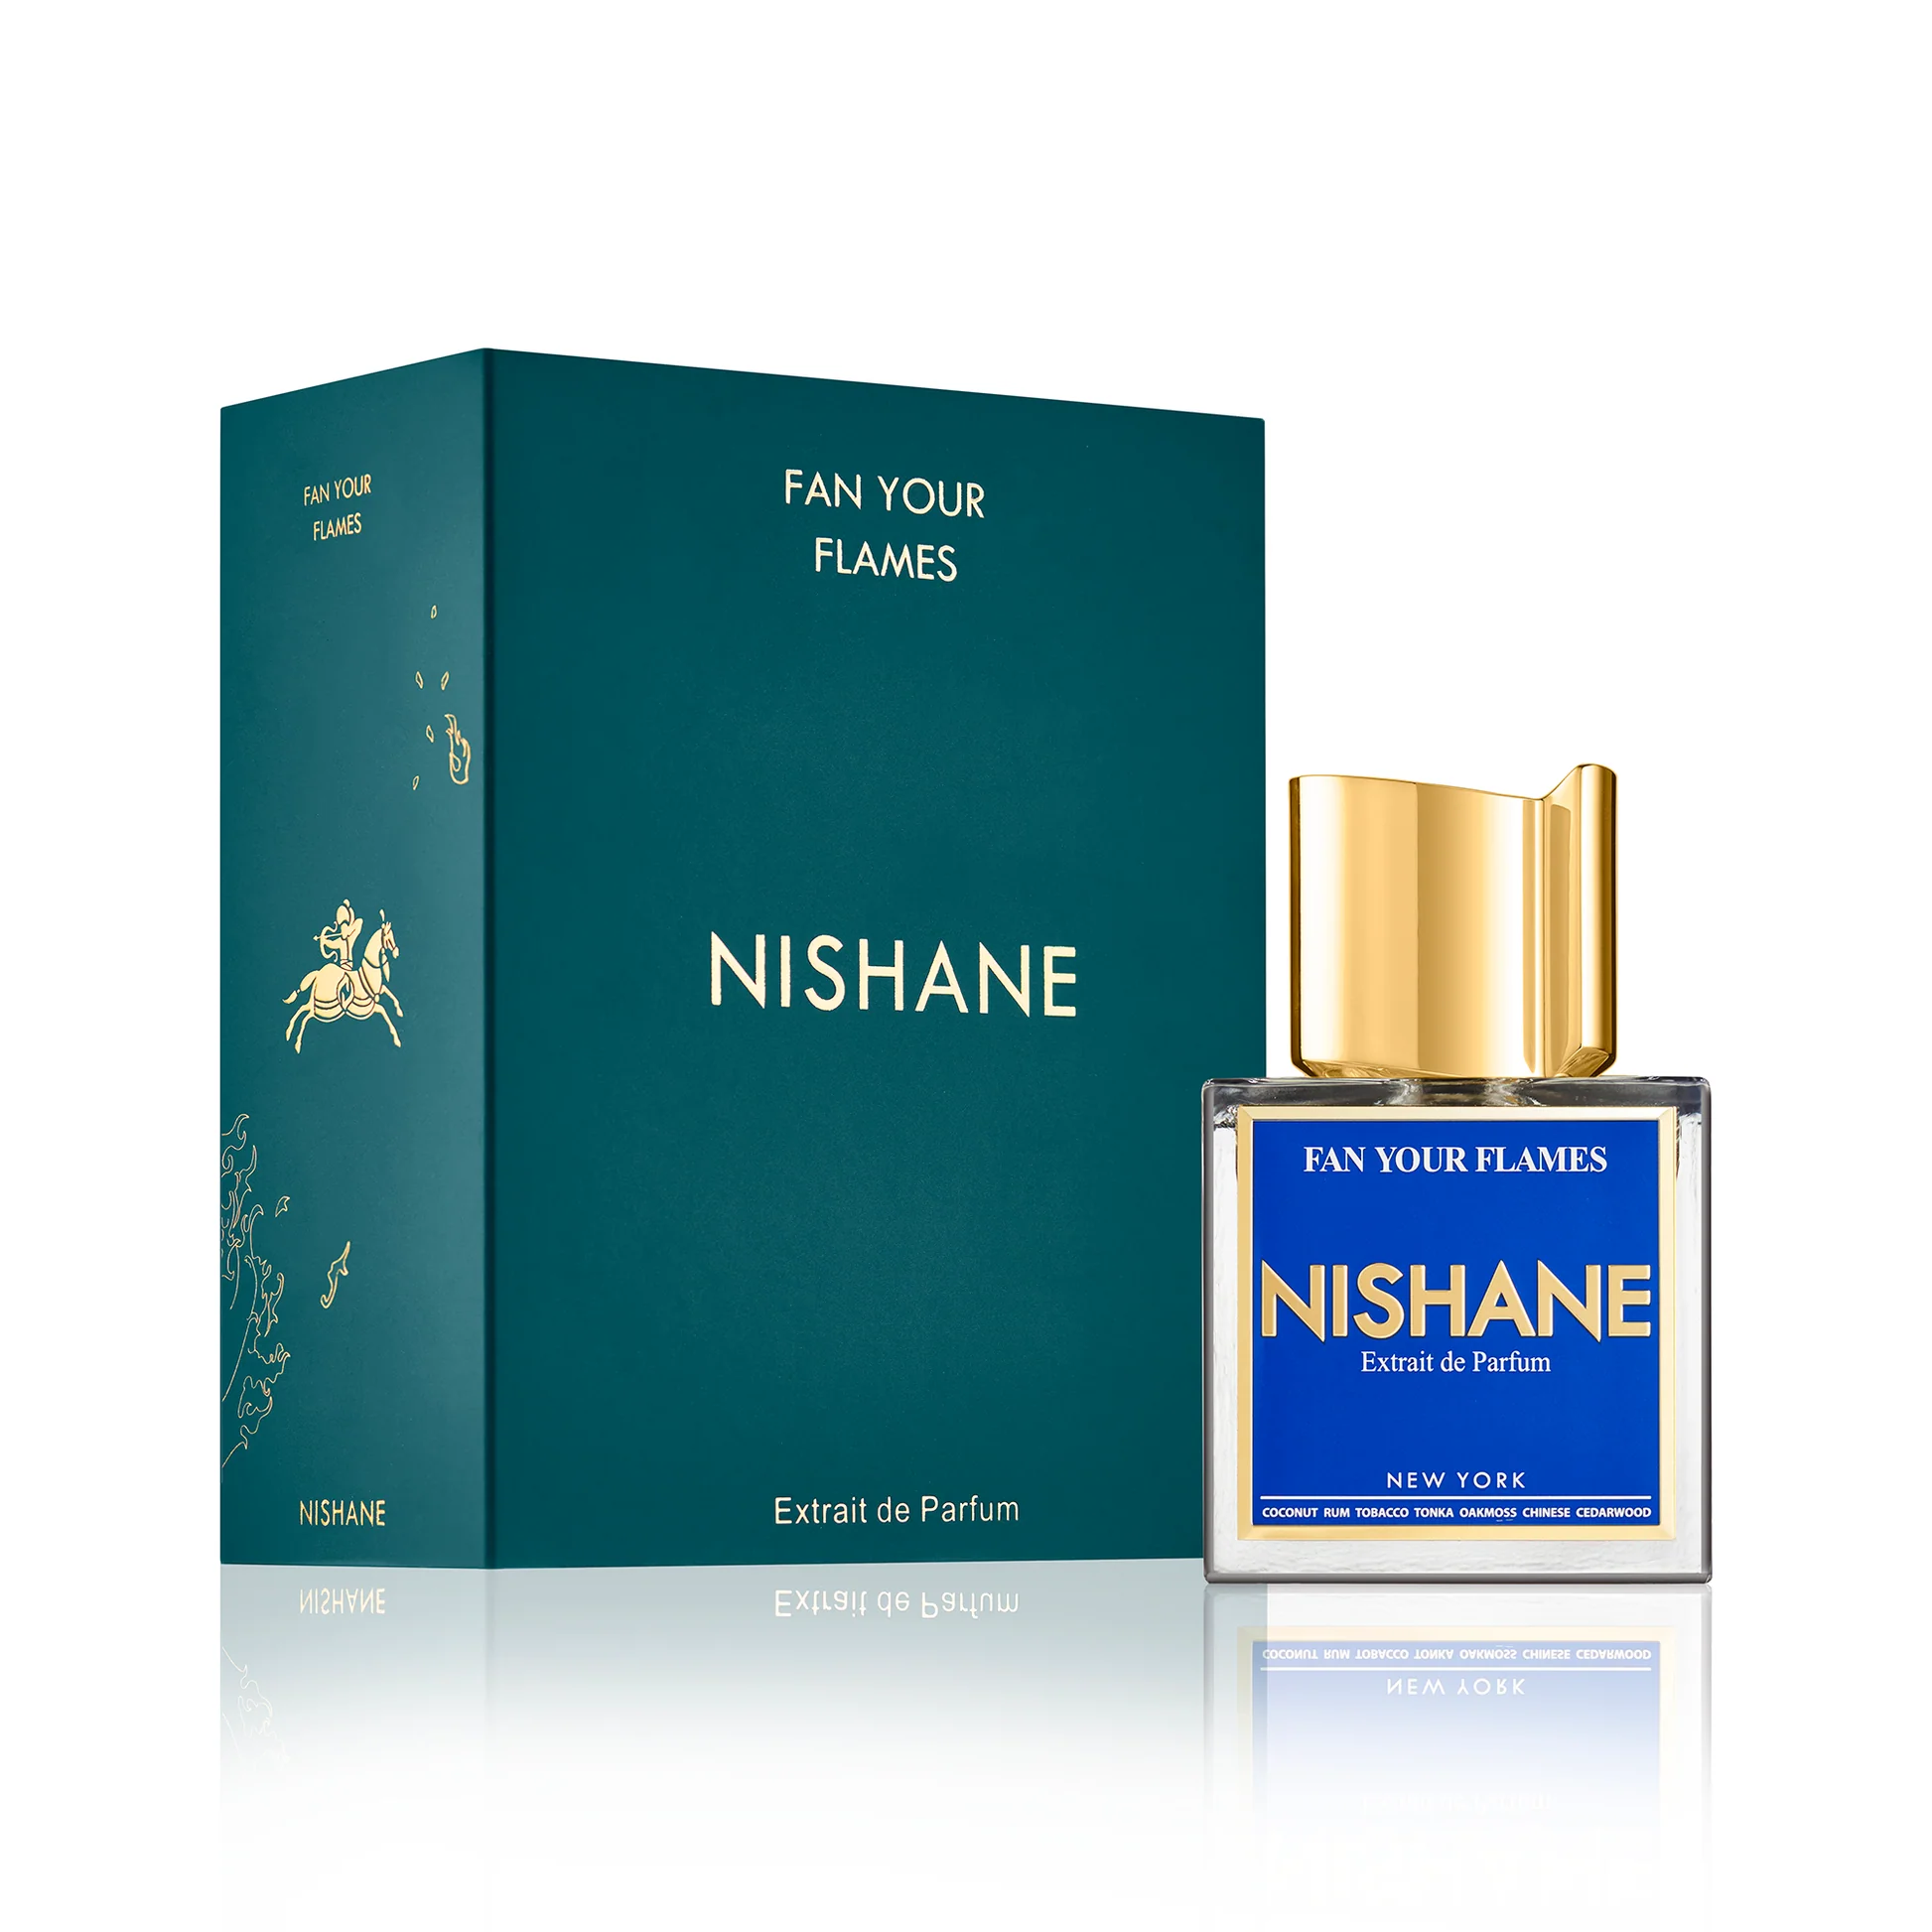 FAN YOUR
FLAMES
NISHANE
FAN YOUR
FLAMES
NISHANE
Extrait de Parfum
FAN YOUR FLAMES
NISHANE
Extrait de Parfum
NEW YORK
COCONUT RUM TOBACCO TONKA OAKMOSS CHINESE CEDARWOOD